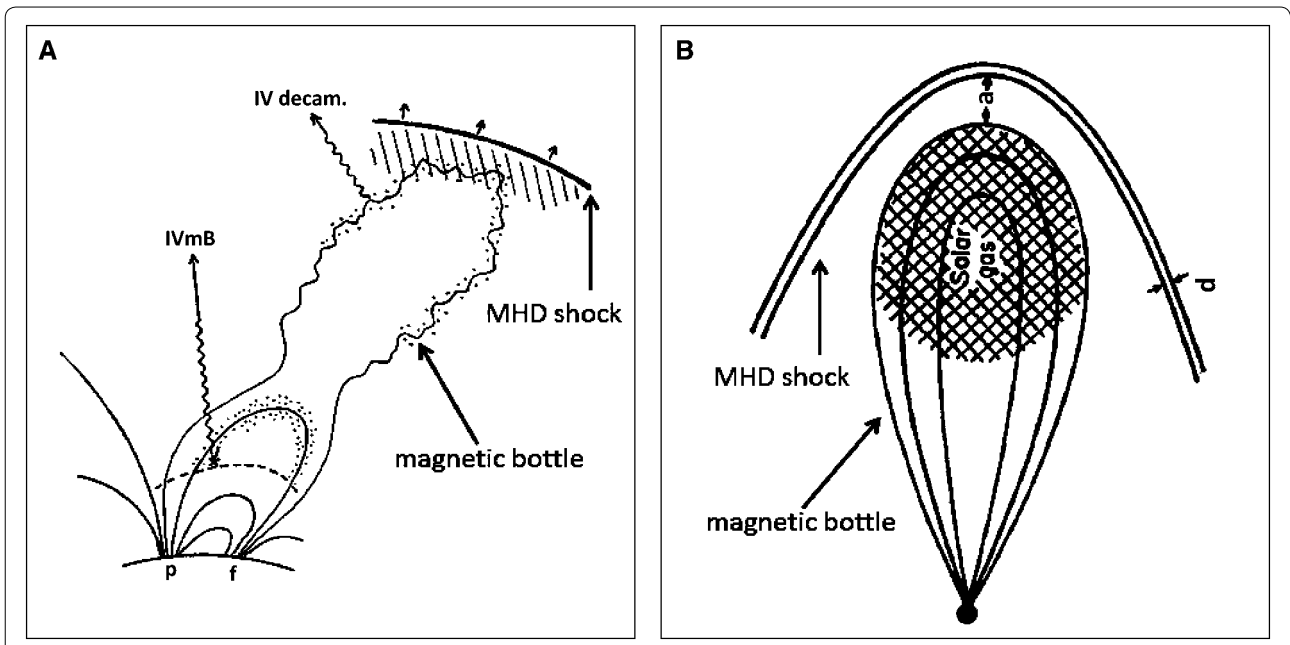 A
IV decam.
IVmB
MHD shock
magnetic bottle
p
f
B
a
Solar
gas
d
MHD shock
magnetic bottle